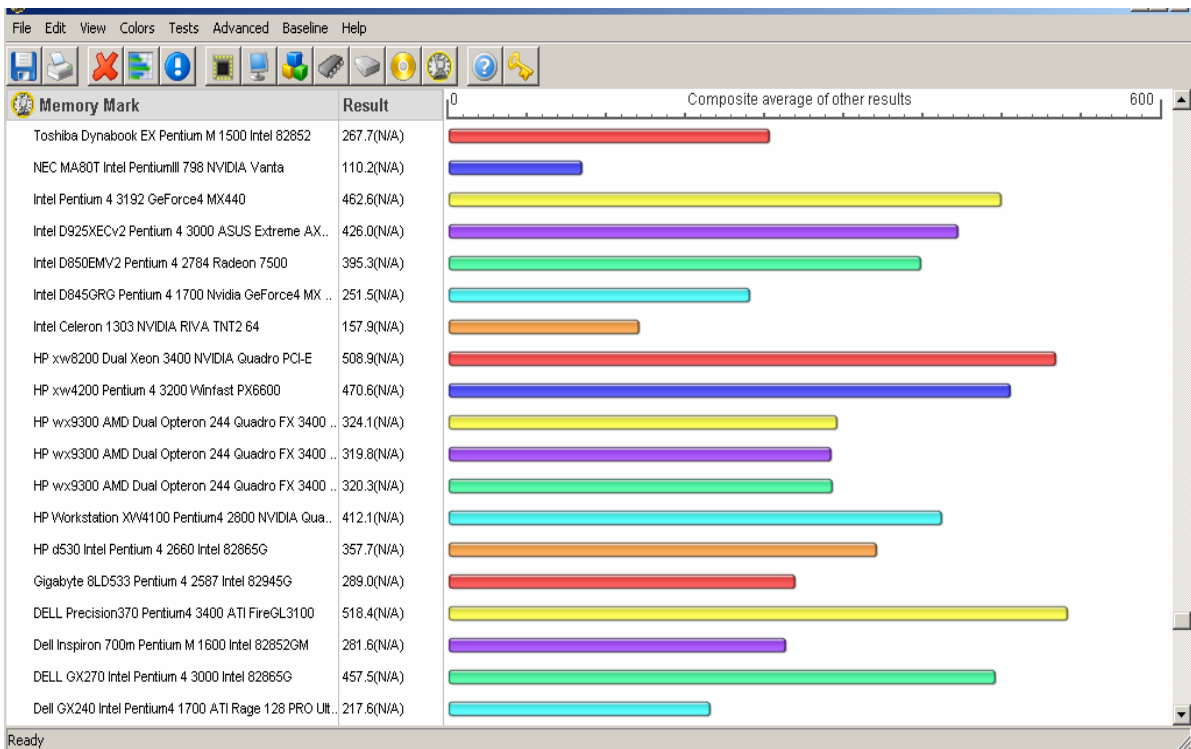 File Edit View Colors Tests Advanced Baseline Help
Memory Mark Result 0 Composite average of other results 600
Toshiba Dynabook EX Pentium M 1500 Intel 82852 267.7(N/A)
NEC MA80T Intel PentiumIII 798 NVIDIA Vanta 110.2(N/A)
Intel Pentium 4 3192 GeForce4 MX440 462.6(N/A)
Intel D925XECv2 Pentium 4 3000 ASUS Extreme AX.. 426.0(N/A)
Intel D850EMV2 Pentium 4 2784 Radeon 7500 395.3(N/A)
Intel D845GRG Pentium 4 1700 Nvidia GeForce4 MX .. 251.5(N/A)
Intel Celeron 1303 NVIDIA RIVA TNT2 64 157.9(N/A)
HP xw8200 Dual Xeon 3400 NVIDIA Quadro PCI-E 508.9(N/A)
HP xw4200 Pentium 4 3200 Winfast PX6600 470.6(N/A)
HP wx9300 AMD Dual Opteron 244 Quadro FX 3400 .. 324.1(N/A)
HP wx9300 AMD Dual Opteron 244 Quadro FX 3400 .. 319.8(N/A)
HP wx9300 AMD Dual Opteron 244 Quadro FX 3400 .. 320.3(N/A)
HP Workstation XW4100 Pentium4 2800 NVIDIA Qua.. 412.1(N/A)
HP d530 Intel Pentium 4 2660 Intel 82865G 357.7(N/A)
Gigabyte 8LD533 Pentium 4 2587 Intel 82945G 289.0(N/A)
DELL Precision370 Pentium4 3400 ATI FireGL3100 518.4(N/A)
Dell Inspiron 700m Pentium M 1600 Intel 82852GM 281.6(N/A)
DELL GX270 Intel Pentium 4 3000 Intel 82865G 457.5(N/A)
Dell GX240 Intel Pentium4 1700 ATI Rage 128 PRO Ult.. 217.6(N/A)
Ready